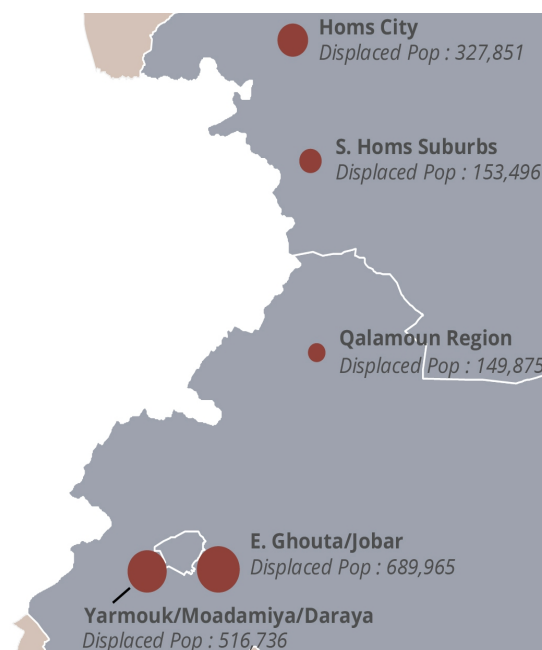 Homs City
Displaced Pop : 327,851
S. Homs Suburbs
Displaced Pop : 153,496
Qalamoun Region
Displaced Pop : 149,875
E. Ghouta/Jobar
Displaced Pop : 689,965
Yarmouk/Moadamiya/Daraya
Displaced Pop : 516,736